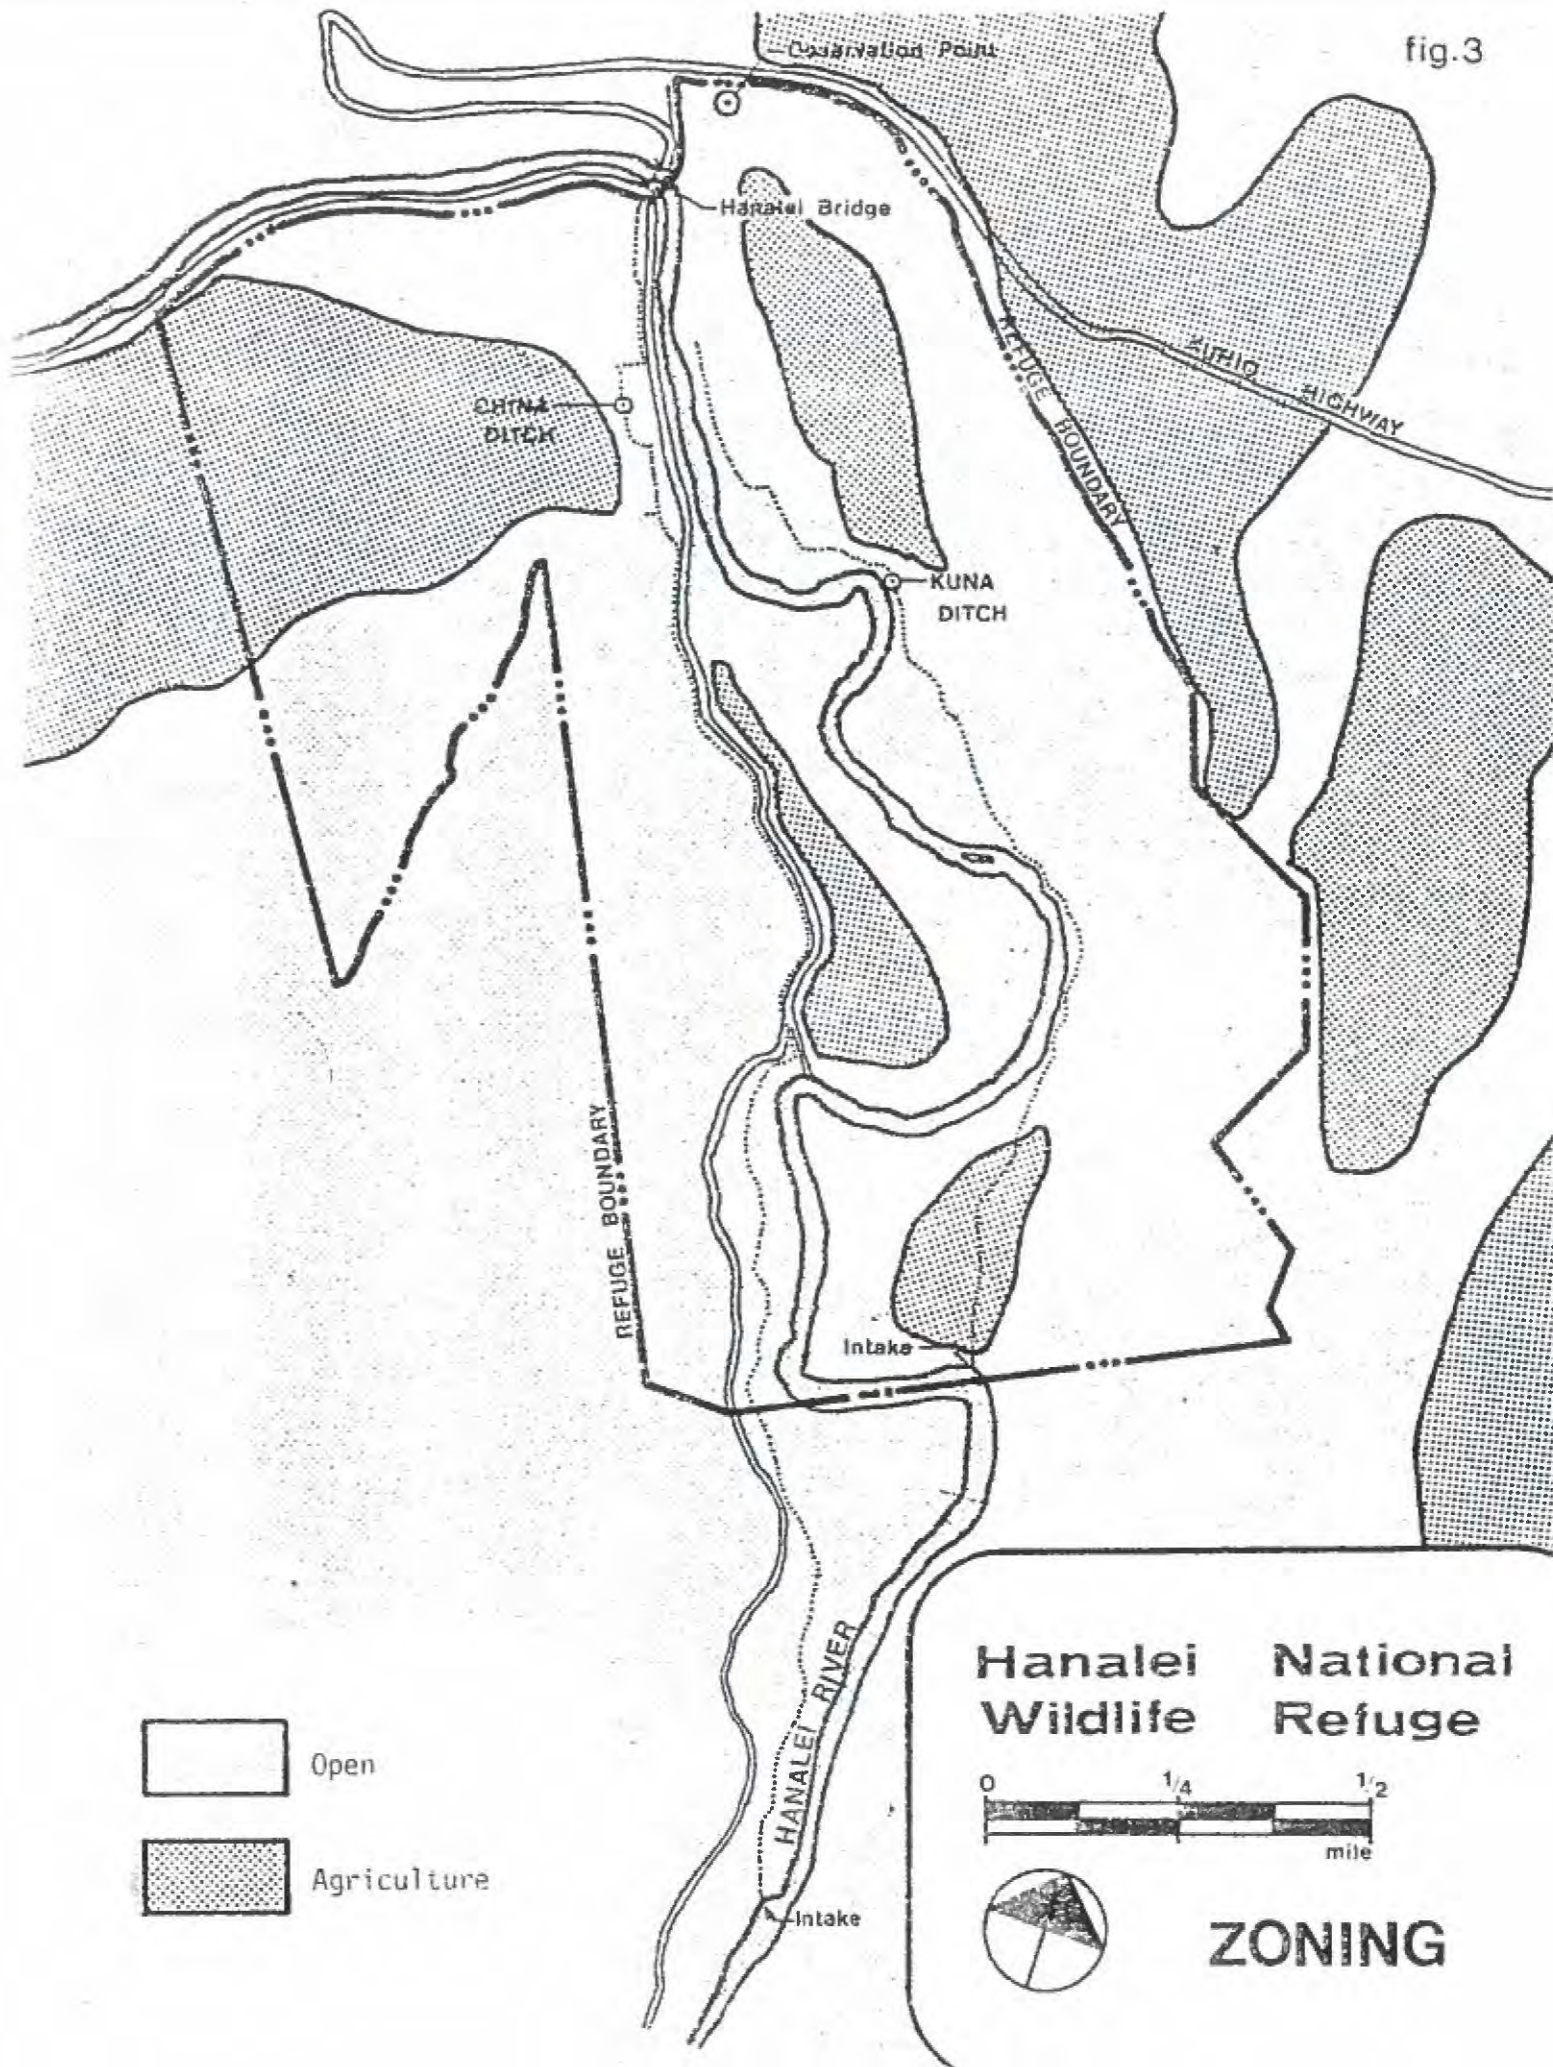 fig.3
Observation Point
Hanalei Bridge
KUHIO HIGHWAY
REFUGE BOUNDARY
CHINA
DITCH
KUNA
DITCH
REFUGE BOUNDARY
Intake
HANALEI RIVER
Intake
Open
Agriculture
Hanalei National
Wildlife Refuge
0 1/4 1/2
mile
ZONING